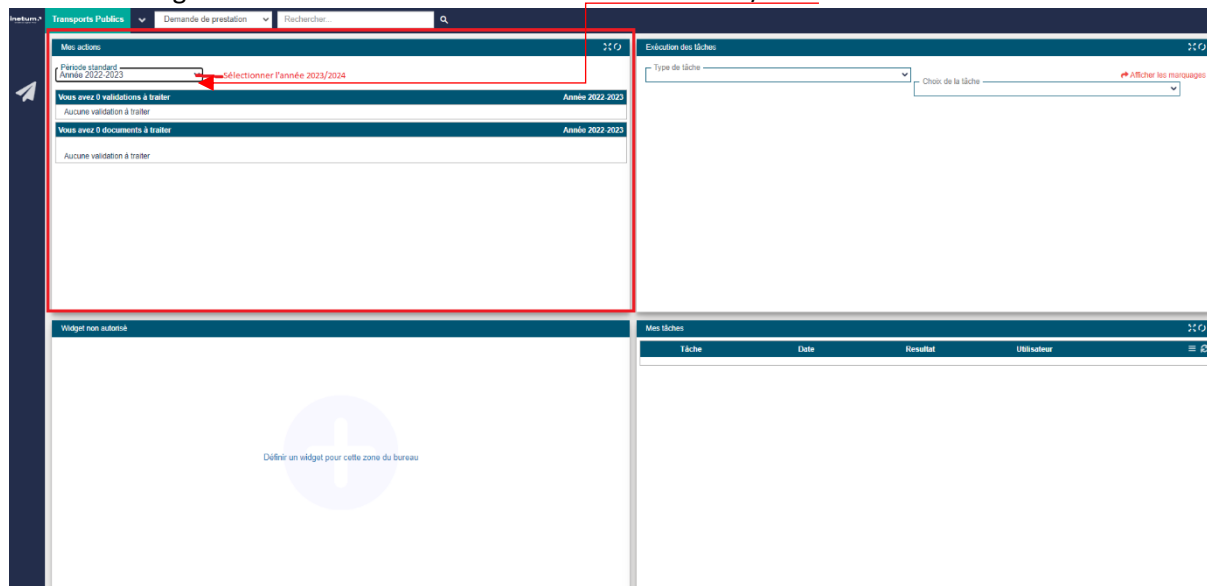 inetum.
Transports Publics
Demande de prestation
Rechercher...
Mes actions
Période standard
Année 2022-2023
Sélectionner l'année 2023/2024
Vous avez 0 validations à traiter Année 2022-2023
Aucune validation à traiter
Vous avez 0 documents à traiter Année 2022-2023
Aucune validation à traiter
Exécution des tâches
Type de tâche
Afficher les marquages
Choix de la tâche
Widget non autorisé
Définir un widget pour cette zone du bureau
Mes tâches
Tâche Date Resultat Utilisateur